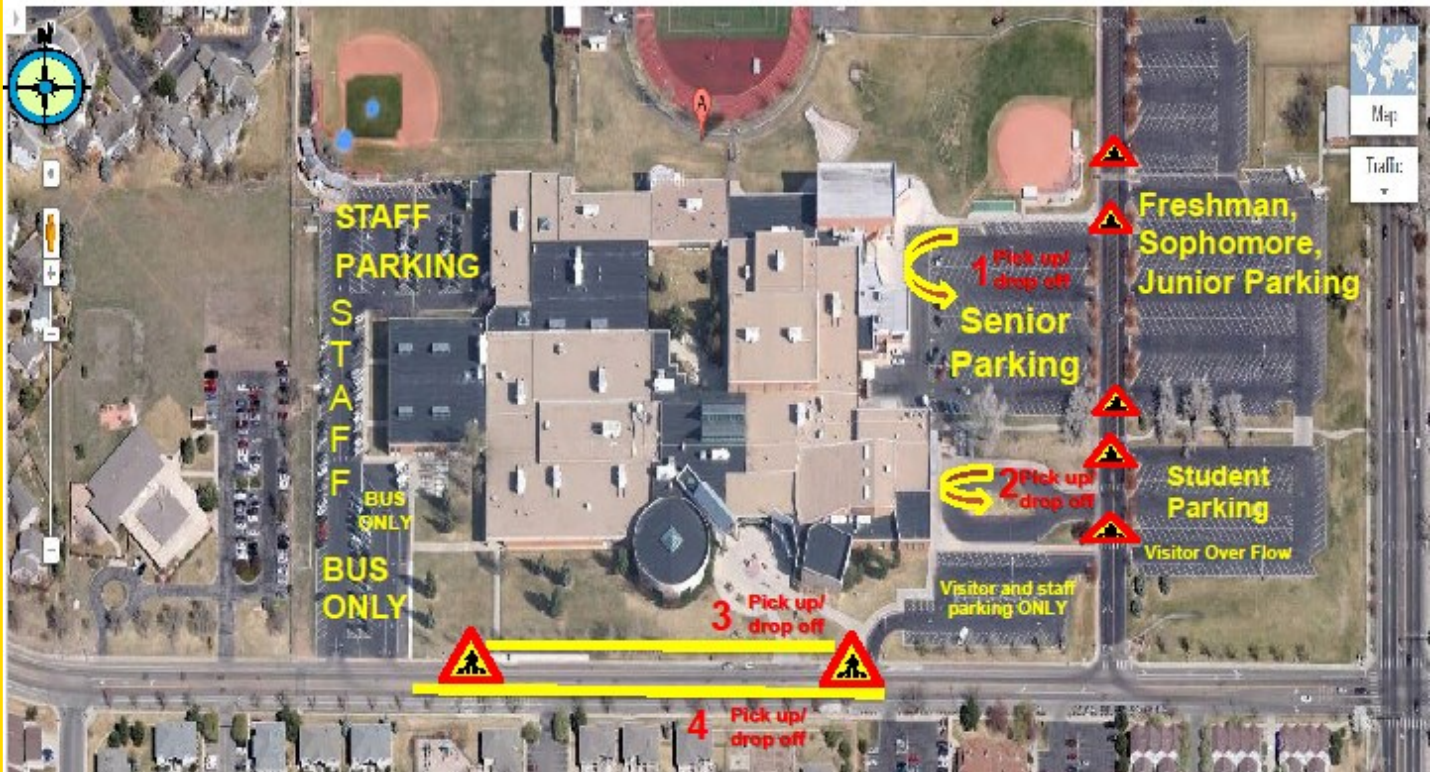 N
A
Map
Traffic
STAFF
PARKING
S
T
A
F
F
BUS
ONLY
BUS
ONLY
1 Pick up/
drop off
Senior
Parking
Freshman,
Sophomore,
Junior Parking
2 Pick up/
drop off
Student
Parking
Visitor Over Flow
Visitor and staff
parking ONLY
3 Pick up/
drop off
4 Pick up/
drop off